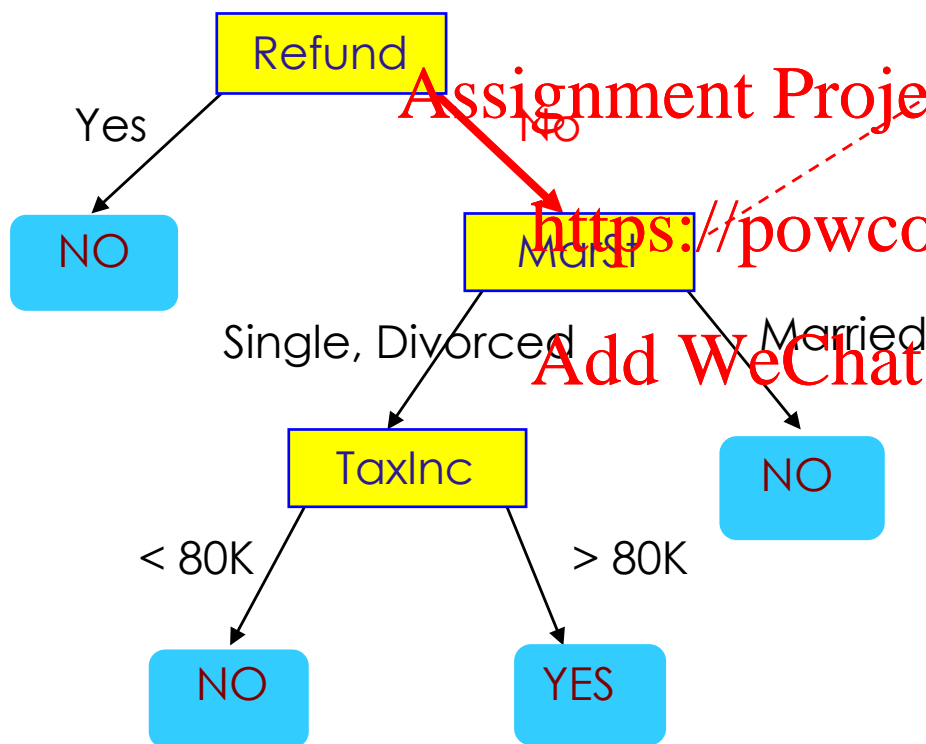 Refund
Assignment Proje
Yes
No
https://powco
NO
MarSt
Single, Divorced
Married
Add WeChat
TaxInc
NO
< 80K
> 80K
NO
YES